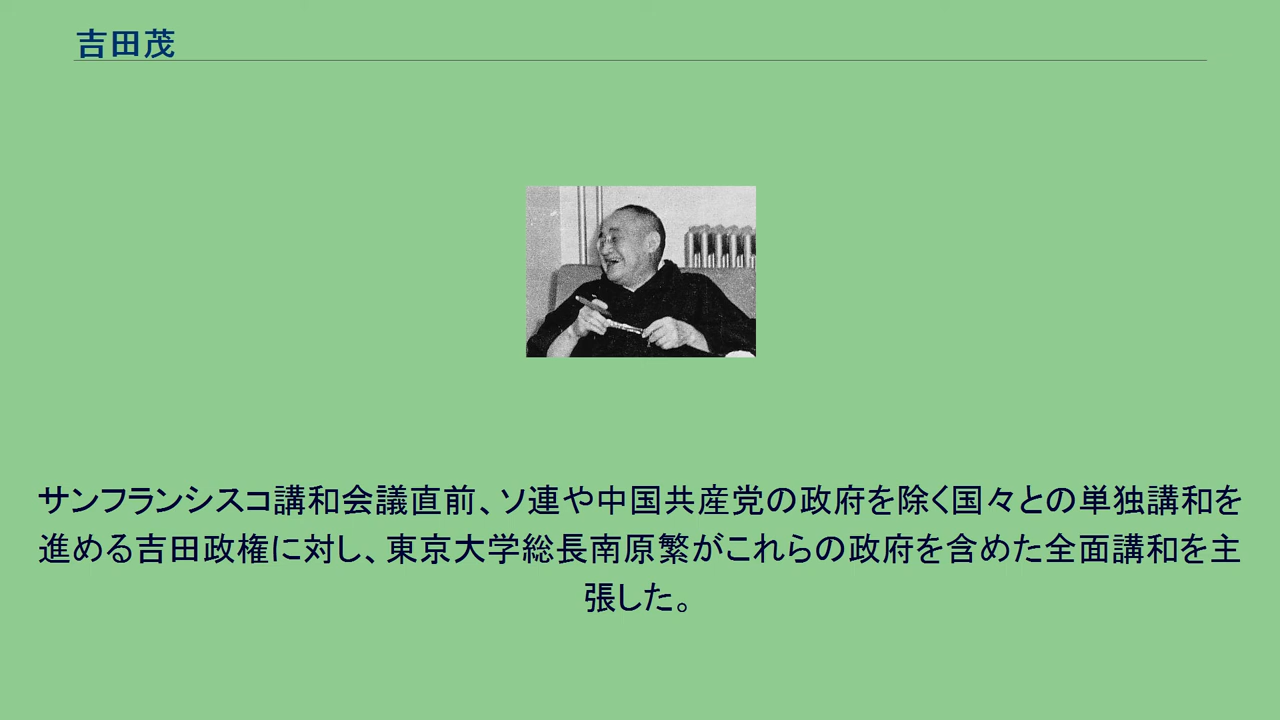 吉田茂
サンフランシスコ講和会議直前、ソ連や中国共産党の政府を除く国々との単独講和を
進める吉田政権に対し、東京大学総長南原繁がこれらの政府を含めた全面講和を主
張した。